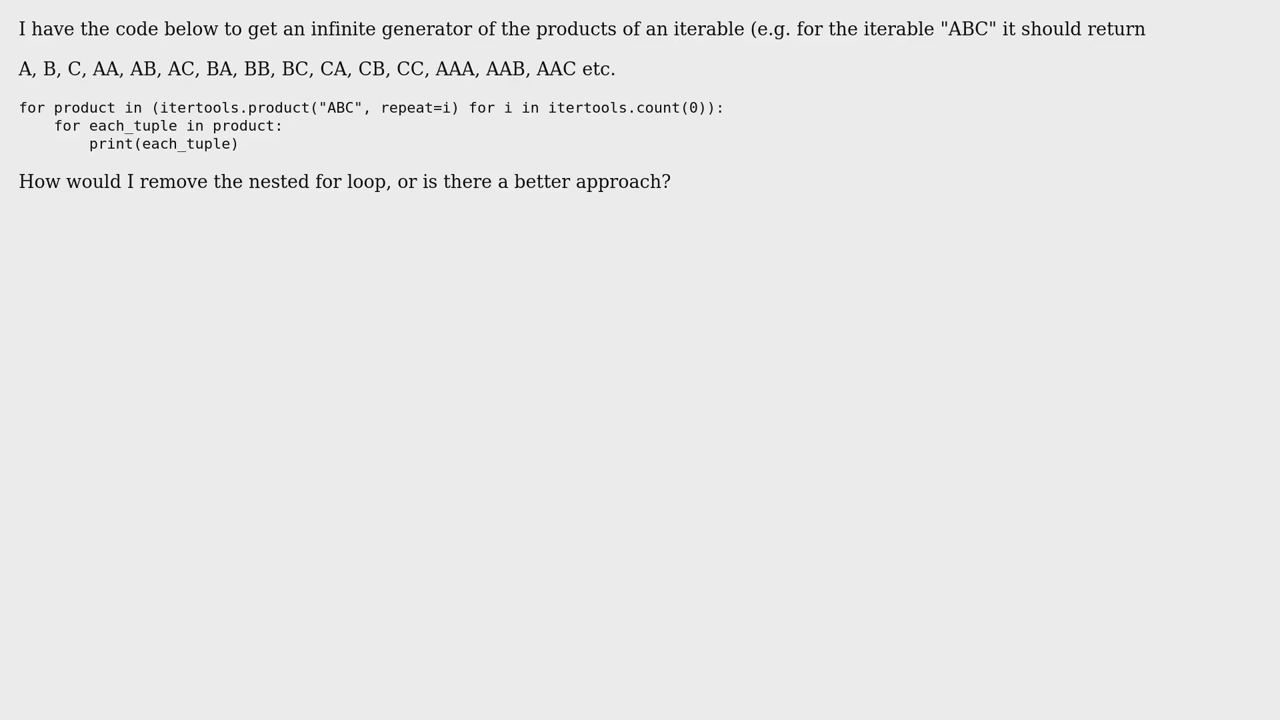 I have the code below to get an infinite generator of the products of an iterable (e.g. for the iterable "ABC" it should return
A, B, C, AA, AB, AC, BA, BB, BC, CA, CB, CC, AAA, AAB, AAC etc.
for product in (itertools.product("ABC", repeat=i) for i in itertools.count(0)):
    for each_tuple in product:
        print(each_tuple)
How would I remove the nested for loop, or is there a better approach?